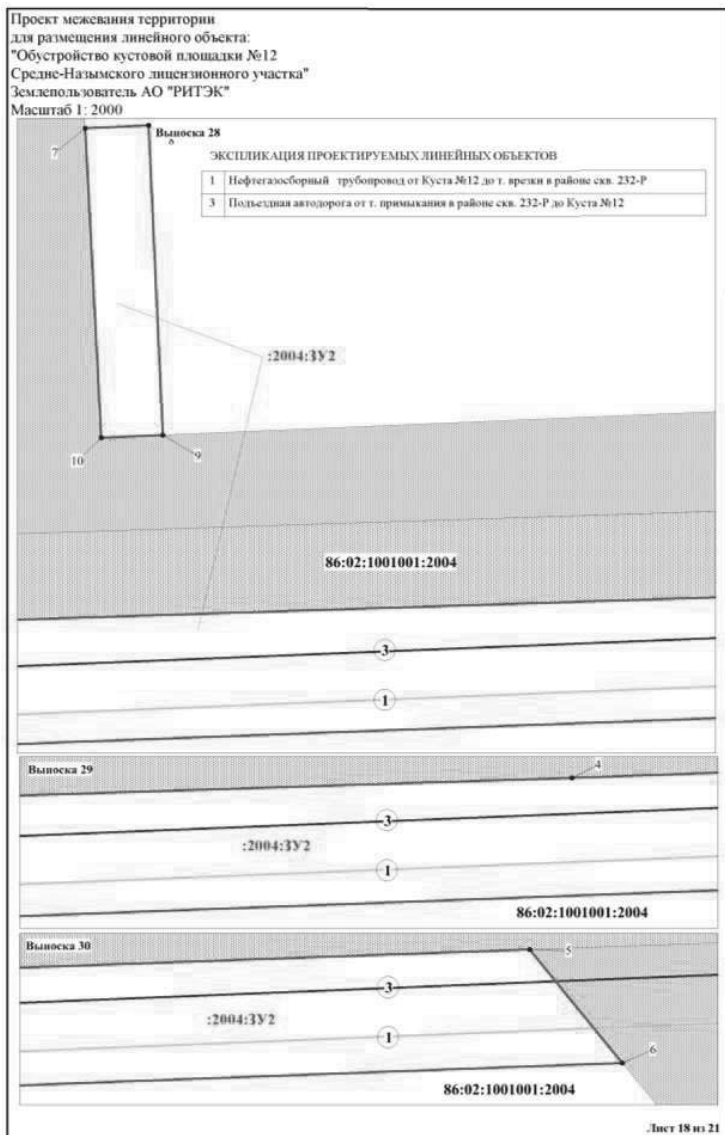 Проект межевания территории
для размещения линейного объекта:
"Обустройство кустовой площадки №12
Средне-Назымского лицензионного участка"
Землепользователь АО "РИТЭК"
Масштаб 1: 2000
7
Выноска 28
8
ЭКСПЛИКАЦИЯ ПРОЕКТИРУЕМЫХ ЛИНЕЙНЫХ ОБЪЕКТОВ
1 Нефтегазосборный трубопровод от Куста №12 до т. врезки в районе скв. 232-Р
3 Подъездная автодорога от т. примыкания в районе скв. 232-Р до Куста №12
:2004:ЗУ2
10
9
86:02:1001001:2004
3
1
Выноска 29
4
3
:2004:ЗУ2
1
86:02:1001001:2004
Выноска 30
5
3
:2004:ЗУ2
1
6
86:02:1001001:2004
Лист 18 из 21